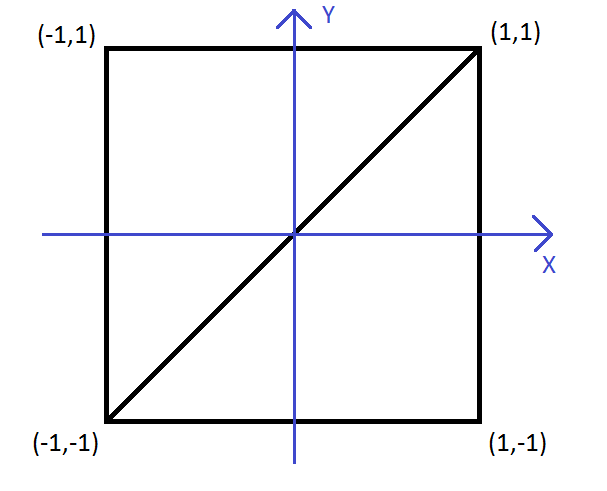 Y
(-1,1)
(1,1)
X
(-1,-1)
(1,-1)